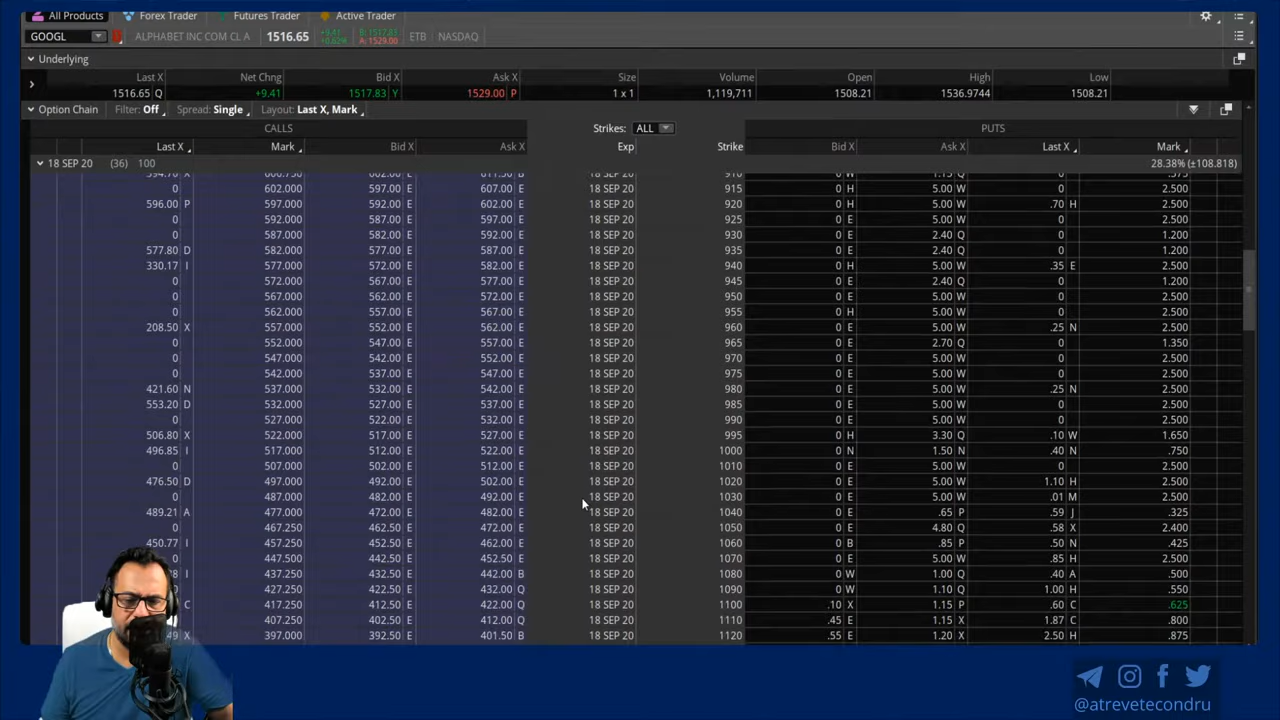 All Products Forex Trader Futures Trader Active Trader
GOOGL ALPHABET INC COM CL A 1516.65 +9.41 +0.62% B: 1517.83 A: 1529.00 ETB NASDAQ
Underlying
Last X Net Chng Bid X Ask X Size Volume Open High Low
1516.65 Q +9.41 1517.83 Y 1529.00 P 1 x 1 1,119,711 1508.21 1536.9744 1508.21
Option Chain Filter: Off Spread: Single Layout: Last X, Mark
CALLS Strikes: ALL PUTS
Last X Mark Bid X Ask X Exp Strike Bid X Ask X Last X Mark
18 SEP 20 (36) 100 28.38% (±108.818)
18 SEP 20 910
0 602.000 597.00 E 607.00 E 18 SEP 20 915 0 H 5.00 W 0 2.500
596.00 P 597.000 592.00 E 602.00 E 18 SEP 20 920 0 H 5.00 W .70 H 2.500
0 592.000 587.00 E 597.00 E 18 SEP 20 925 0 E 5.00 W 0 2.500
0 587.000 582.00 E 592.00 E 18 SEP 20 930 0 E 2.40 Q 0 1.200
577.80 D 582.000 577.00 E 587.00 E 18 SEP 20 935 0 E 2.40 Q 0 1.200
330.17 I 577.000 572.00 E 582.00 E 18 SEP 20 940 0 H 5.00 W .35 E 2.500
0 572.000 567.00 E 577.00 E 18 SEP 20 945 0 E 2.40 Q 0 1.200
0 567.000 562.00 E 572.00 E 18 SEP 20 950 0 H 5.00 W 0 2.500
0 562.000 557.00 E 567.00 E 18 SEP 20 955 0 H 5.00 W 0 2.500
208.50 X 557.000 552.00 E 562.00 E 18 SEP 20 960 0 E 5.00 W .25 N 2.500
0 552.000 547.00 E 557.00 E 18 SEP 20 965 0 E 2.70 Q 0 1.350
0 547.000 542.00 E 552.00 E 18 SEP 20 970 0 E 5.00 W 0 2.500
0 542.000 537.00 E 547.00 E 18 SEP 20 975 0 E 5.00 W 0 2.500
421.60 N 537.000 532.00 E 542.00 E 18 SEP 20 980 0 E 5.00 W .25 N 2.500
553.20 D 532.000 527.00 E 537.00 E 18 SEP 20 985 0 E 5.00 W 0 2.500
0 527.000 522.00 E 532.00 E 18 SEP 20 990 0 E 5.00 W 0 2.500
506.80 X 522.000 517.00 E 527.00 E 18 SEP 20 995 0 H 3.30 Q .10 W 1.650
496.85 I 517.000 512.00 E 522.00 E 18 SEP 20 1000 0 N 1.50 N .40 N .750
0 507.000 502.00 E 512.00 E 18 SEP 20 1010 0 E 5.00 W 0 2.500
476.50 D 497.000 492.00 E 502.00 E 18 SEP 20 1020 0 E 5.00 W 1.10 H 2.500
0 487.000 482.00 E 492.00 E 18 SEP 20 1030 0 E 5.00 W .01 M 2.500
489.21 A 477.000 472.00 E 482.00 E 18 SEP 20 1040 0 E .65 P .59 J .325
0 467.250 462.50 E 472.00 E 18 SEP 20 1050 0 E 4.80 Q .58 X 2.400
450.77 I 457.250 452.50 E 462.00 E 18 SEP 20 1060 0 B .85 P .50 N .425
0 447.500 442.50 E 452.50 E 18 SEP 20 1070 0 E 5.00 W .85 H 2.500
I 437.250 432.50 E 442.00 B 18 SEP 20 1080 0 W 1.00 Q .40 A .500
427.250 422.50 E 432.00 Q 18 SEP 20 1090 0 W 1.10 Q 1.00 H .550
C 417.250 412.50 E 422.00 Q 18 SEP 20 1100 .10 X 1.15 P .60 C .625
407.250 402.50 E 412.00 Q 18 SEP 20 1110 .45 E 1.15 X 1.87 C .800
X 397.000 392.50 E 401.50 B 18 SEP 20 1120 .55 E 1.20 X 2.50 H .875
@atrevetecondru